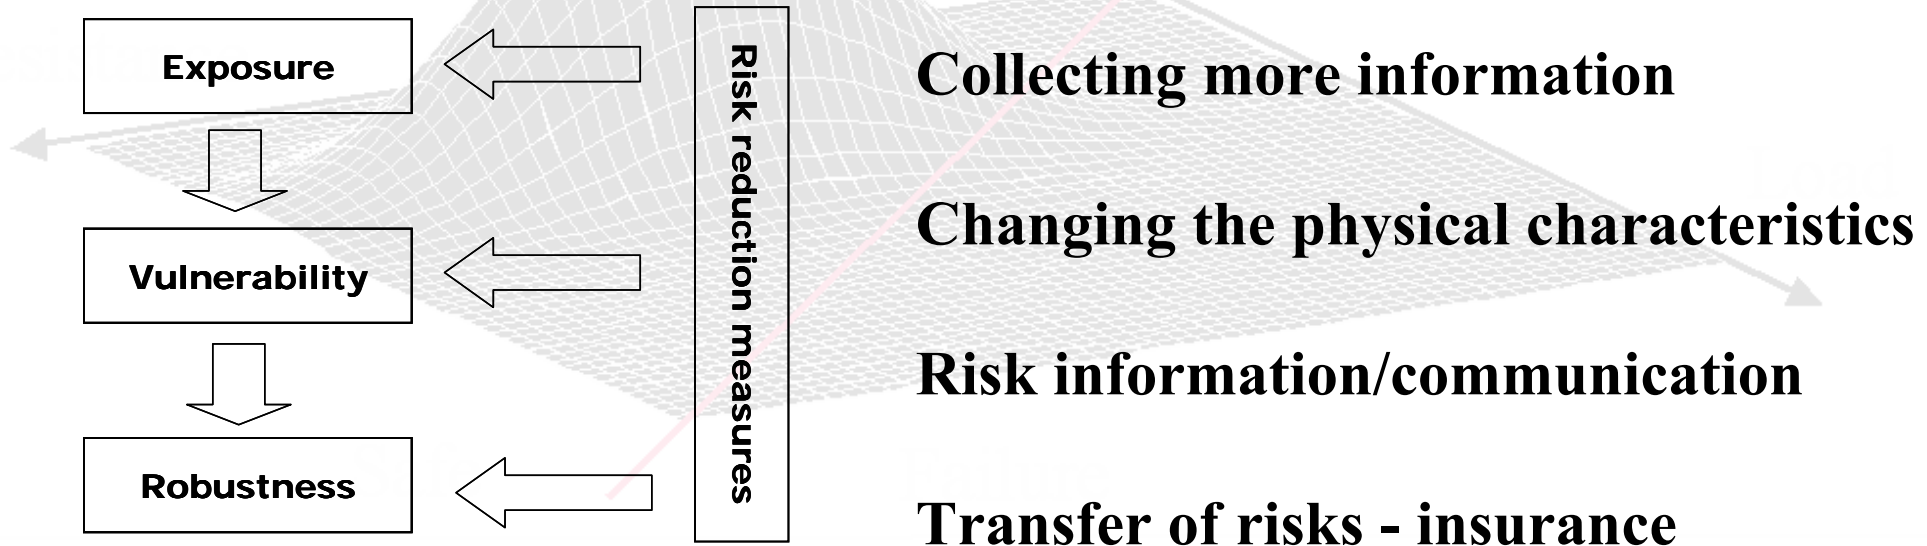 Exposure
Vulnerability
Robustness
Risk reduction measures
Collecting more information
Changing the physical characteristics
Risk information/communication
Transfer of risks - insurance